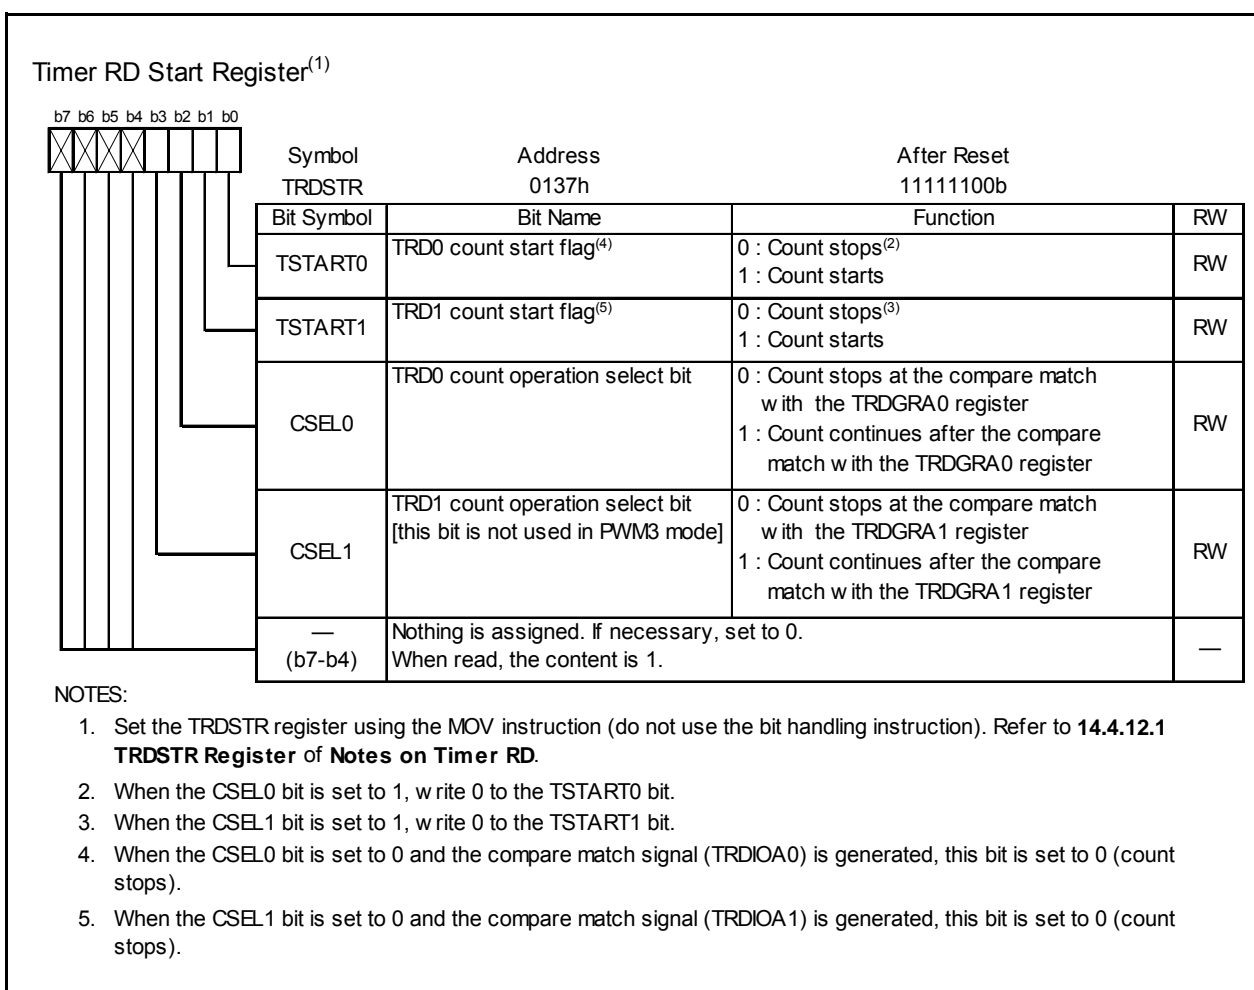 Timer RD Start Register(1)
b7 b6 b5 b4 b3 b2 b1 b0
Symbol Address After Reset
TRDSTR 0137h 11111100b
Bit Symbol Bit Name Function RW
TSTART0 TRD0 count start flag(4) 0 : Count stops(2) RW
1 : Count starts
TSTART1 TRD1 count start flag(5) 0 : Count stops(3) RW
1 : Count starts
CSEL0 TRD0 count operation select bit 0 : Count stops at the compare match RW
with the TRDGRA0 register
1 : Count continues after the compare
match with the TRDGRA0 register
CSEL1 TRD1 count operation select bit 0 : Count stops at the compare match RW
[this bit is not used in PWM3 mode] with the TRDGRA1 register
1 : Count continues after the compare
match with the TRDGRA1 register
— Nothing is assigned. If necessary, set to 0. —
(b7-b4) When read, the content is 1.
NOTES:
1. Set the TRDSTR register using the MOV instruction (do not use the bit handling instruction). Refer to 14.4.12.1
TRDSTR Register of Notes on Timer RD.
2. When the CSEL0 bit is set to 1, write 0 to the TSTART0 bit.
3. When the CSEL1 bit is set to 1, write 0 to the TSTART1 bit.
4. When the CSEL0 bit is set to 0 and the compare match signal (TRDIOA0) is generated, this bit is set to 0 (count
stops).
5. When the CSEL1 bit is set to 0 and the compare match signal (TRDIOA1) is generated, this bit is set to 0 (count
stops).